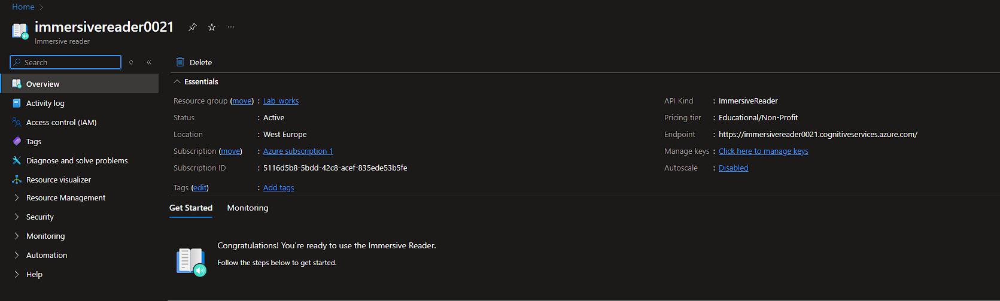 Home >
immersivereader0021 ...
Immersive reader
Search
Delete
Overview
Activity log
Access control (IAM)
Tags
Diagnose and solve problems
Resource visualizer
Resource Management
Security
Monitoring
Automation
Help
Essentials
Resource group (move) : Lab_works
Status : Active
Location : West Europe
Subscription (move) : Azure subscription 1
Subscription ID : 5116d5b8-5bdd-42c8-acef-835ede53b5fe
Tags (edit) : Add tags
API Kind : ImmersiveReader
Pricing tier : Educational/Non-Profit
Endpoint : https://immersivereader0021.cognitiveservices.azure.com/
Manage keys : Click here to manage keys
Autoscale : Disabled
Get Started Monitoring
Congratulations! You're ready to use the Immersive Reader.
Follow the steps below to get started.